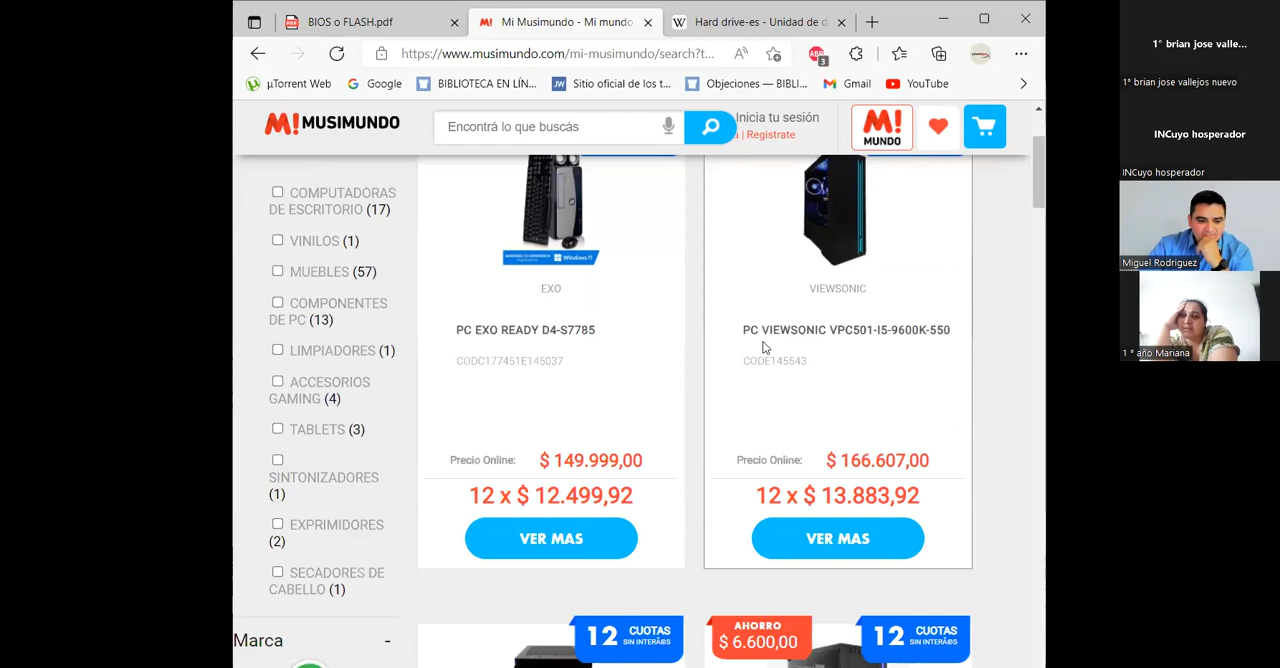 BIOS o FLASH.pdf
Mi Musimundo - Mi mundo
Hard drive-es - Unidad de d
https://www.musimundo.com/mi-musimundo/search?t...
ABP
3
µTorrent Web
Google
BIBLIOTECA EN LÍN...
JW
Sitio oficial de los t...
Objeciones — BIBLI...
Gmail
YouTube
M! MUSIMUNDO
Encontrá lo que buscás
Inicia tu sesión
| Registrate
M!
MUNDO
COMPUTADORAS
DE ESCRITORIO (17)
VINILOS (1)
MUEBLES (57)
COMPONENTES
DE PC (13)
LIMPIADORES (1)
ACCESORIOS
GAMING (4)
TABLETS (3)
SINTONIZADORES
(1)
EXPRIMIDORES
(2)
SECADORES DE
CABELLO (1)
Marca -
Windows 11
EXO
PC EXO READY D4-S7785
CODC177451E145037
Precio Online: $ 149.999,00
12 x $ 12.499,92
VER MAS
VIEWSONIC
PC VIEWSONIC VPC501-I5-9600K-550
CODE145543
Precio Online: $ 166.607,00
12 x $ 13.883,92
VER MAS
12 CUOTAS
SIN INTERÃ©S
AHORRO
$ 6.600,00
12 CUOTAS
SIN INTERÃ©S
1° brian jose valle...
1° brian jose vallejos nuevo
INCuyo hosperador
INCuyo hosperador
Miguel Rodriguez
1 ° año Mariana